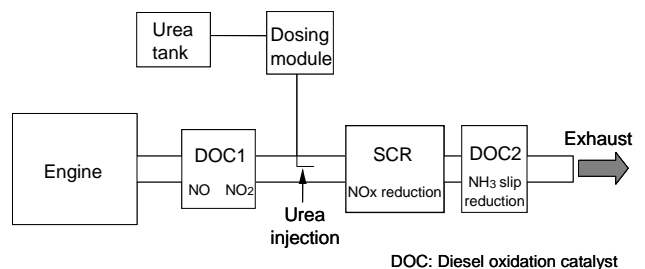 Urea
tank
Dosing
module
Engine
DOC1
NO NO2
Urea
injection
SCR
NOx reduction
DOC2
NH3 slip
reduction
Exhaust
DOC: Diesel oxidation catalyst